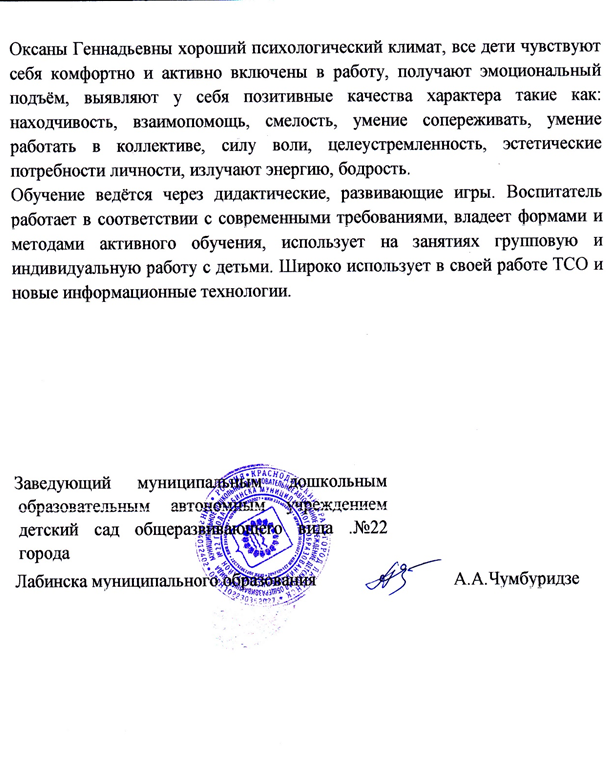 Оксаны Геннадьевны хороший психологический климат, все дети чувствуют
себя комфортно и активно включены в работу, получают эмоциональный
подъём, выявляют у себя позитивные качества характера такие как:
находчивость, взаимопомощь, смелость, умение сопереживать, умение
работать в коллективе, силу воли, целеустремленность, эстетические
потребности личности, излучают энергию, бодрость.
Обучение ведётся через дидактические, развивающие игры. Воспитатель
работает в соответствии с современными требованиями, владеет формами и
методами активного обучения, использует на занятиях групповую и
индивидуальную работу с детьми. Широко использует в своей работе ТСО и
новые информационные технологии.
Заведующий муниципальным дошкольным
образовательным автономным учреждением
детский сад общеразвивающего вида .№22
города
Лабинска муниципального образования А.А.Чумбуридзе